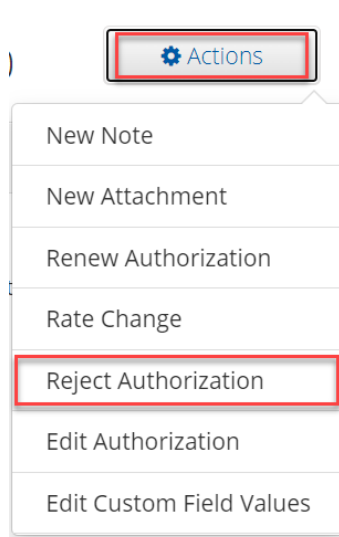 Actions
New Note
New Attachment
Renew Authorization
Rate Change
Reject Authorization
Edit Authorization
Edit Custom Field Values